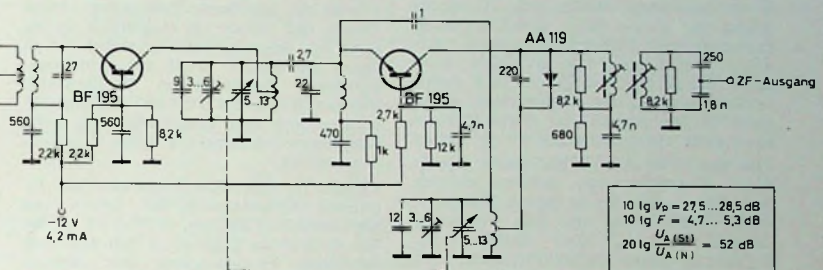 1
AA 119
27
2,7
9
3...6
22
220
8,2k
8,2k
250
ZF-Ausgang
BF 195
5...13
BF 195
1,8 n
560
2,2k
2,2k
560
8,2k
470
1k
2,7k
12k
4,7n
680
4,7n
-12 V
4,2 mA
12
3...6
5...13
10 lg Vp = 27,5...28,5 dB
10 lg F = 4,7... 5,3 dB
20 lg U_A(St) / U_A(N) = 52 dB